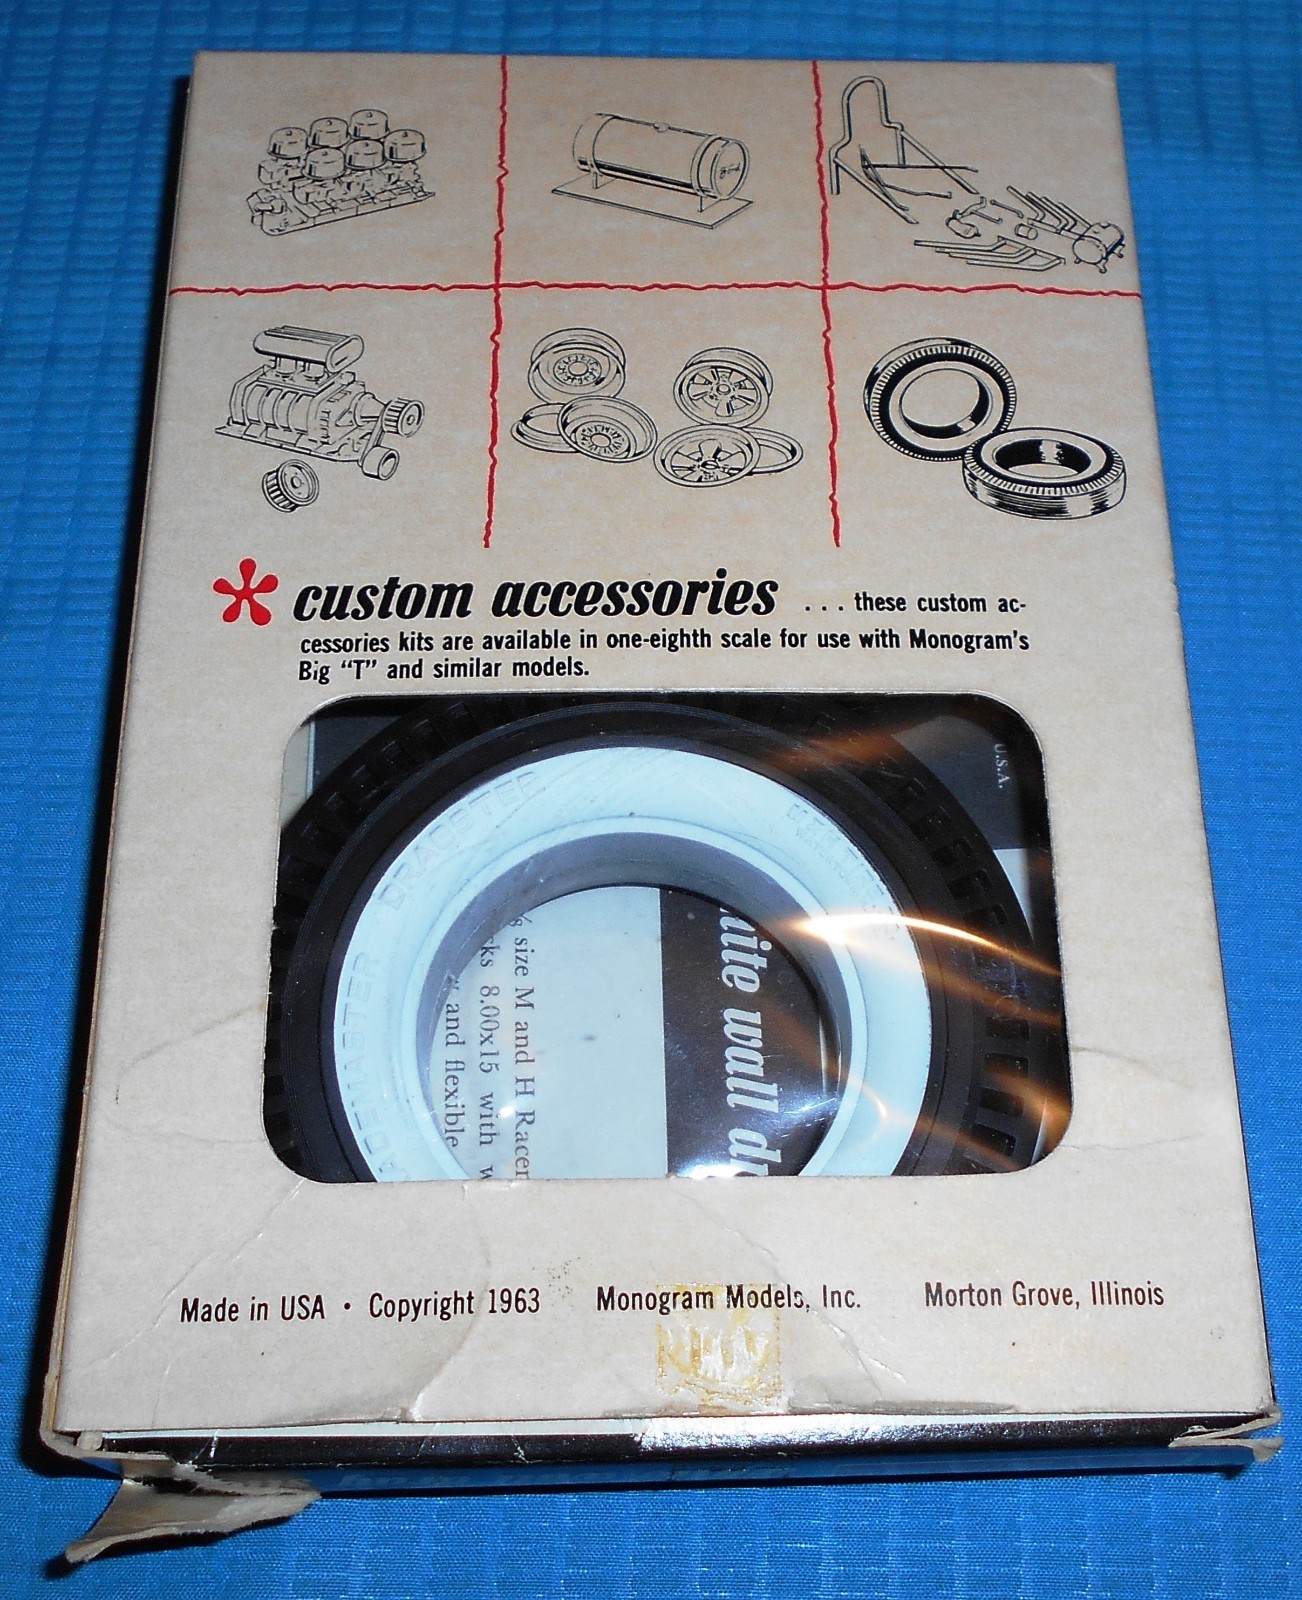 Ford
custom accessories ... these custom ac-
cessories kits are available in one-eighth scale for use with Monogram's
Big "T" and similar models.
U.S.A.
DRAGSTER
wall
size M and H Racem
8.00x15 with
and flexible
Made in USA • Copyright 1963 Monogram Models, Inc. Morton Grove, Illinois